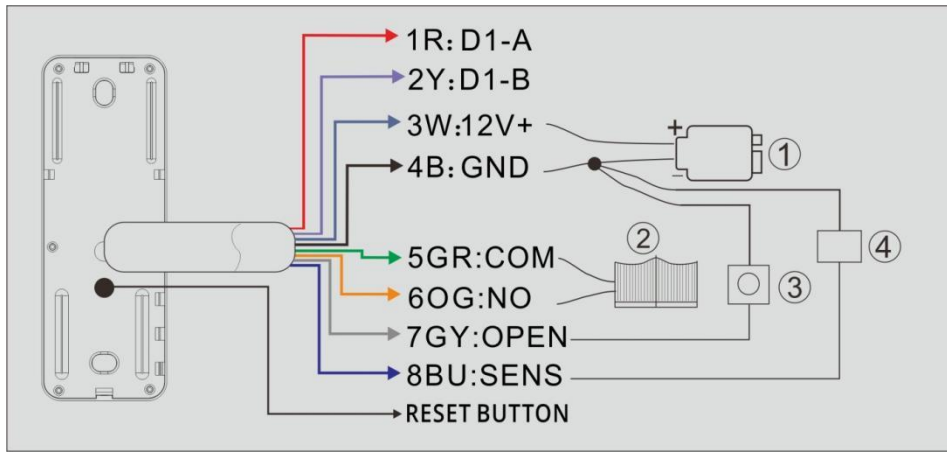 1R: D1-A
2Y: D1-B
3W:12V+
4B: GND
+
−
①
②
④
5GR:COM
③
6OG:NO
7GY:OPEN
8BU:SENS
RESET BUTTON